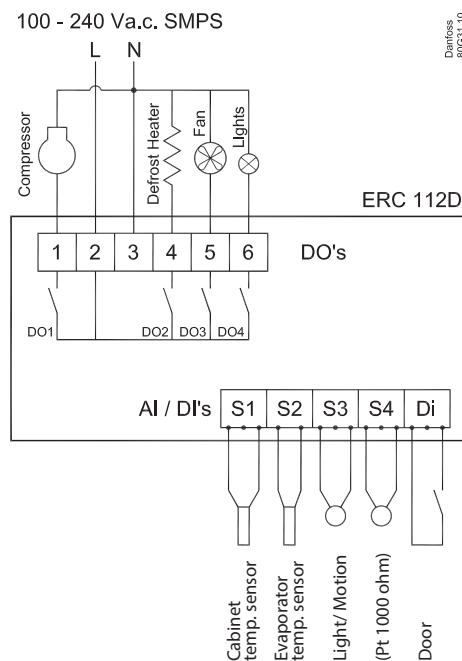 100 - 240 Va.c. SMPS
Danfoss
80G31.10
L N
Compressor
Defrost Heater
Fan
Lights
ERC 112D
1 2 3 4 5 6 DO's
DO1 DO2 DO3 DO4
AI / DI's S1 S2 S3 S4 Di
Cabinet
temp. sensor
Evaporator
temp. sensor
Light/ Motion
(Pt 1000 ohm)
Door